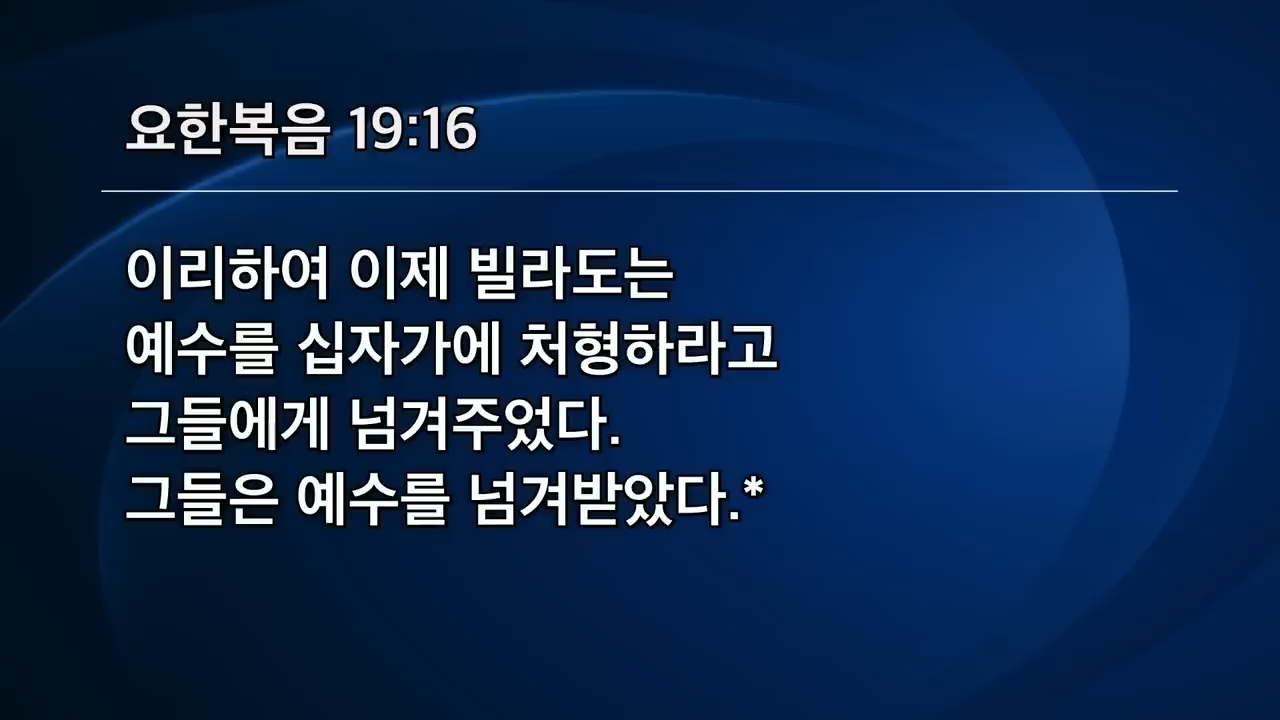 요한복음 19:16
이리하여 이제 빌라도는
예수를 십자가에 처형하라고
그들에게 넘겨주었다.
그들은 예수를 넘겨받았다.*